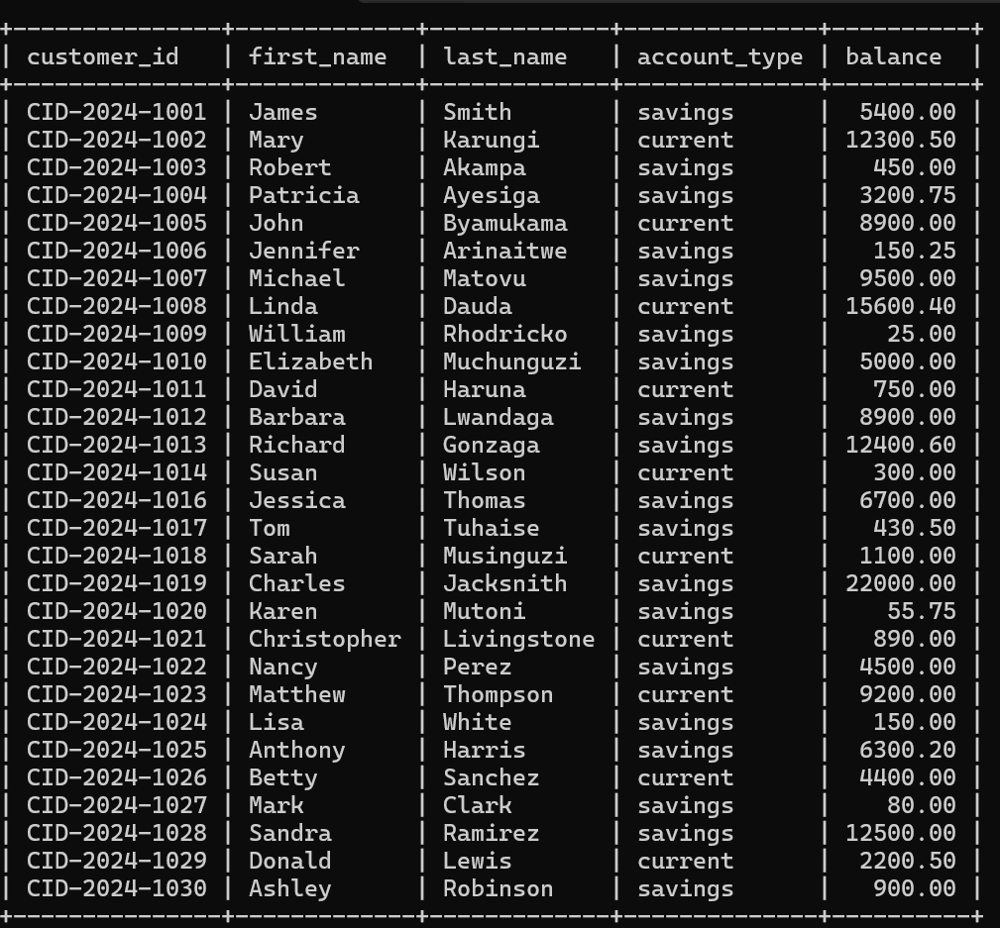 +---------------+-------------+-------------+--------------+----------+
| customer_id   | first_name  | last_name   | account_type | balance  |
+---------------+-------------+-------------+--------------+----------+
| CID-2024-1001 | James       | Smith       | savings      |  5400.00 |
| CID-2024-1002 | Mary        | Karungi     | current      | 12300.50 |
| CID-2024-1003 | Robert      | Akampa      | savings      |   450.00 |
| CID-2024-1004 | Patricia    | Ayesiga     | savings      |  3200.75 |
| CID-2024-1005 | John        | Byamukama   | current      |  8900.00 |
| CID-2024-1006 | Jennifer    | Arinaitwe   | savings      |   150.25 |
| CID-2024-1007 | Michael     | Matovu      | savings      |  9500.00 |
| CID-2024-1008 | Linda       | Dauda       | current      | 15600.40 |
| CID-2024-1009 | William     | Rhodricko   | savings      |    25.00 |
| CID-2024-1010 | Elizabeth   | Muchunguzi  | savings      |  5000.00 |
| CID-2024-1011 | David       | Haruna      | current      |   750.00 |
| CID-2024-1012 | Barbara     | Lwandaga    | savings      |  8900.00 |
| CID-2024-1013 | Richard     | Gonzaga     | savings      | 12400.60 |
| CID-2024-1014 | Susan       | Wilson      | current      |   300.00 |
| CID-2024-1016 | Jessica     | Thomas      | savings      |  6700.00 |
| CID-2024-1017 | Tom         | Tuhaise     | savings      |   430.50 |
| CID-2024-1018 | Sarah       | Musinguzi   | current      |  1100.00 |
| CID-2024-1019 | Charles     | Jacksnith   | savings      | 22000.00 |
| CID-2024-1020 | Karen       | Mutoni      | savings      |    55.75 |
| CID-2024-1021 | Christopher | Livingstone | current      |   890.00 |
| CID-2024-1022 | Nancy       | Perez       | savings      |  4500.00 |
| CID-2024-1023 | Matthew     | Thompson    | current      |  9200.00 |
| CID-2024-1024 | Lisa        | White       | savings      |   150.00 |
| CID-2024-1025 | Anthony     | Harris      | savings      |  6300.20 |
| CID-2024-1026 | Betty       | Sanchez     | current      |  4400.00 |
| CID-2024-1027 | Mark        | Clark       | savings      |    80.00 |
| CID-2024-1028 | Sandra      | Ramirez     | savings      | 12500.00 |
| CID-2024-1029 | Donald      | Lewis       | current      |  2200.50 |
| CID-2024-1030 | Ashley      | Robinson    | savings      |   900.00 |
+---------------+-------------+-------------+--------------+----------+